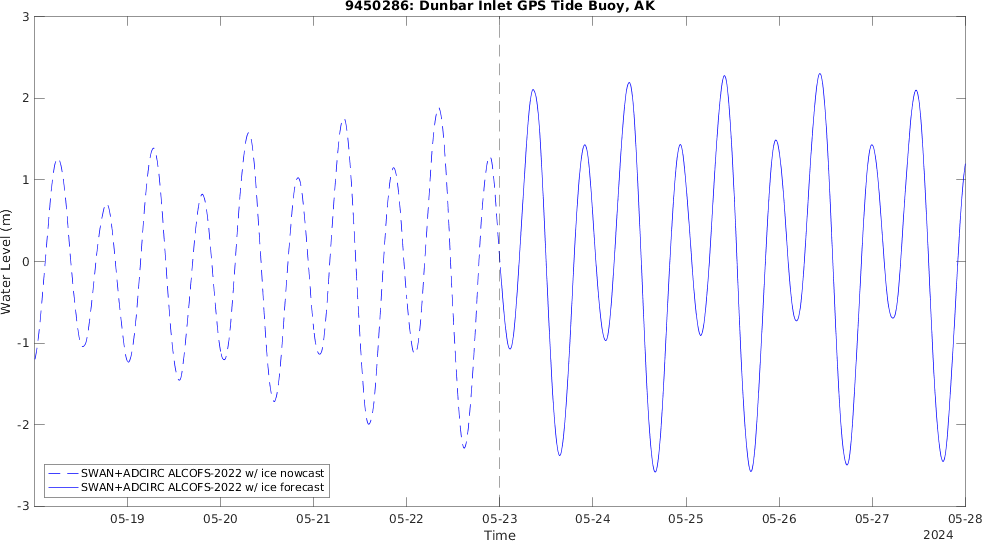 9450286: Dunbar Inlet GPS Tide Buoy, AK
3
2
1
0
-1
-2
-3
Water Level (m)
SWAN+ADCIRC ALCOFS-2022 w/ ice nowcast
SWAN+ADCIRC ALCOFS-2022 w/ ice forecast
05-19 05-20 05-21 05-22 05-23 05-24 05-25 05-26 05-27 05-28
Time
2024